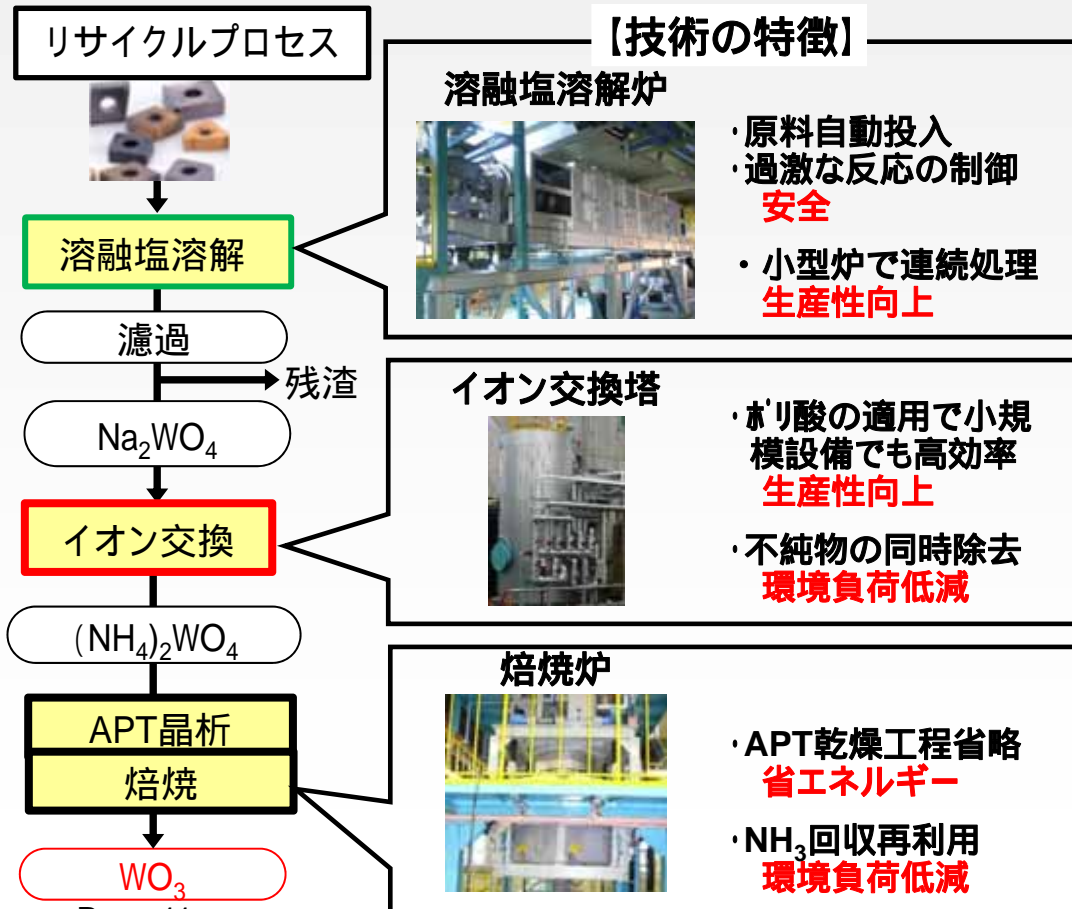 リサイクルプロセス
溶融塩溶解
濾過
残渣
Na₂WO₄
イオン交換
(NH₄)₂WO₄
APT晶析
焙焼
WO₃
【技術の特徴】
溶融塩溶解炉
・原料自動投入
・過激な反応の制御
安全
・小型炉で連続処理
生産性向上
イオン交換塔
・ポリ酸の適用で小規
模設備でも高効率
生産性向上
・不純物の同時除去
環境負荷低減
焙焼炉
・APT乾燥工程省略
省エネルギー
・NH₃回収再利用
環境負荷低減